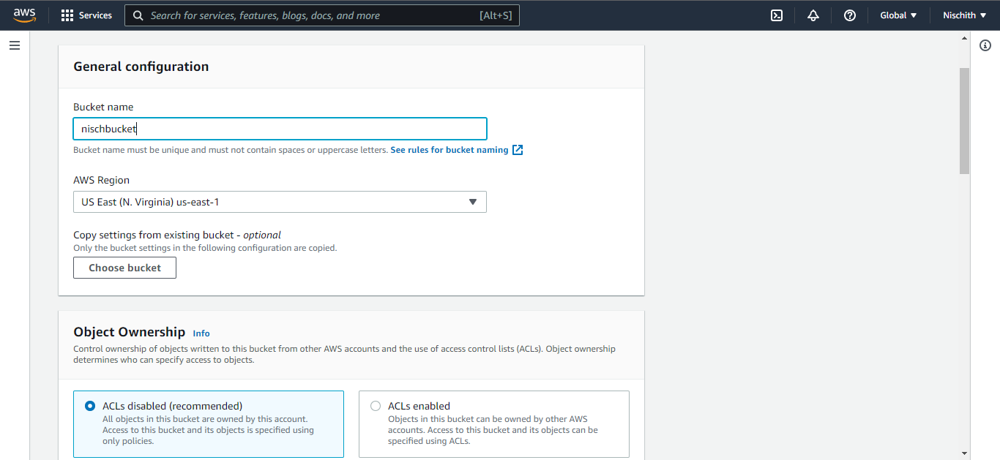 aws
Services
Search for services, features, blogs, docs, and more
[Alt+S]
Global
Nischith
General configuration
Bucket name
nischbucket
Bucket name must be unique and must not contain spaces or uppercase letters. See rules for bucket naming
AWS Region
US East (N. Virginia) us-east-1
Copy settings from existing bucket - optional
Only the bucket settings in the following configuration are copied.
Choose bucket
Object Ownership Info
Control ownership of objects written to this bucket from other AWS accounts and the use of access control lists (ACLs). Object ownership
determines who can specify access to objects.
ACLs disabled (recommended)
All objects in this bucket are owned by this account.
Access to this bucket and its objects is specified using
only policies.
ACLs enabled
Objects in this bucket can be owned by other AWS
accounts. Access to this bucket and its objects can be
specified using ACLs.